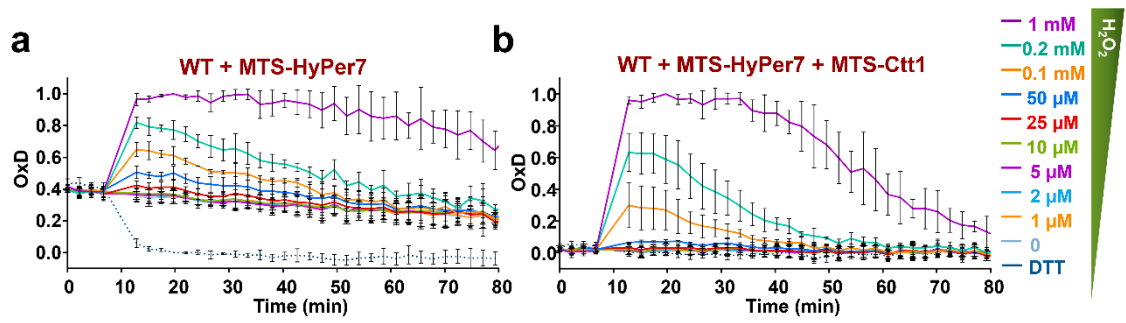 a
WT + MTS-HyPer7
OxD
1.0
0.8
0.6
0.4
0.2
0.0
0 10 20 30 40 50 60 70 80
Time (min)
b
WT + MTS-HyPer7 + MTS-Ctt1
OxD
1.0
0.8
0.6
0.4
0.2
0.0
0 10 20 30 40 50 60 70 80
Time (min)
1 mM
0.2 mM
0.1 mM
50 µM
25 µM
10 µM
5 µM
2 µM
1 µM
0
DTT
H₂O₂